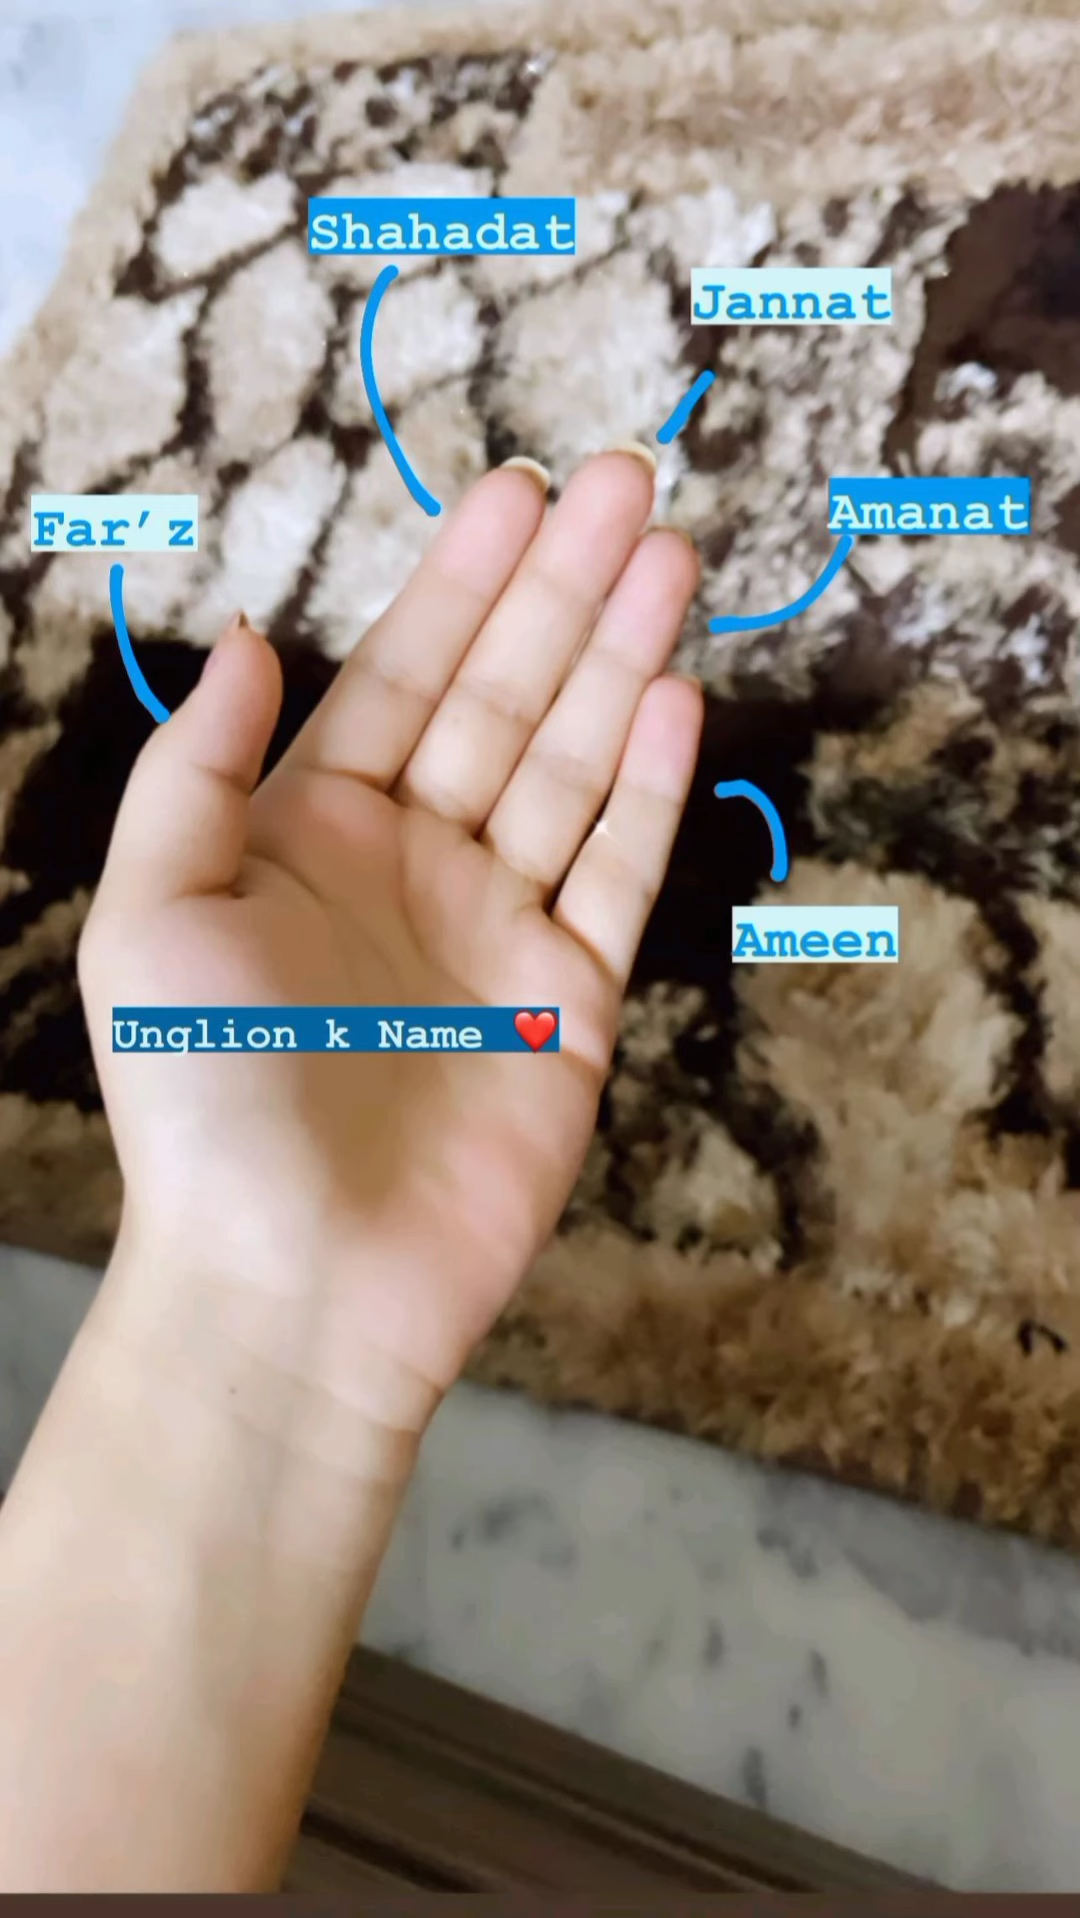 Shahadat
Jannat
Amanat
Far'z
Ameen
Unglion k Name ❤️